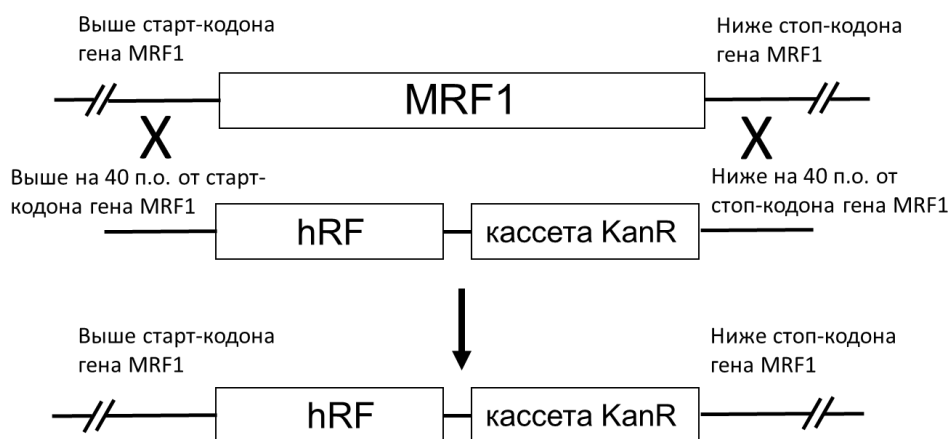 Выше старт-кодона
гена MRF1
Ниже стоп-кодона
гена MRF1
MRF1
X
X
Выше на 40 п.о. от старт-
кодона гена MRF1
Ниже на 40 п.о. от
стоп-кодона гена MRF1
hRF
кассета KanR
Выше старт-кодона
гена MRF1
Ниже стоп-кодона
гена MRF1
hRF
кассета KanR